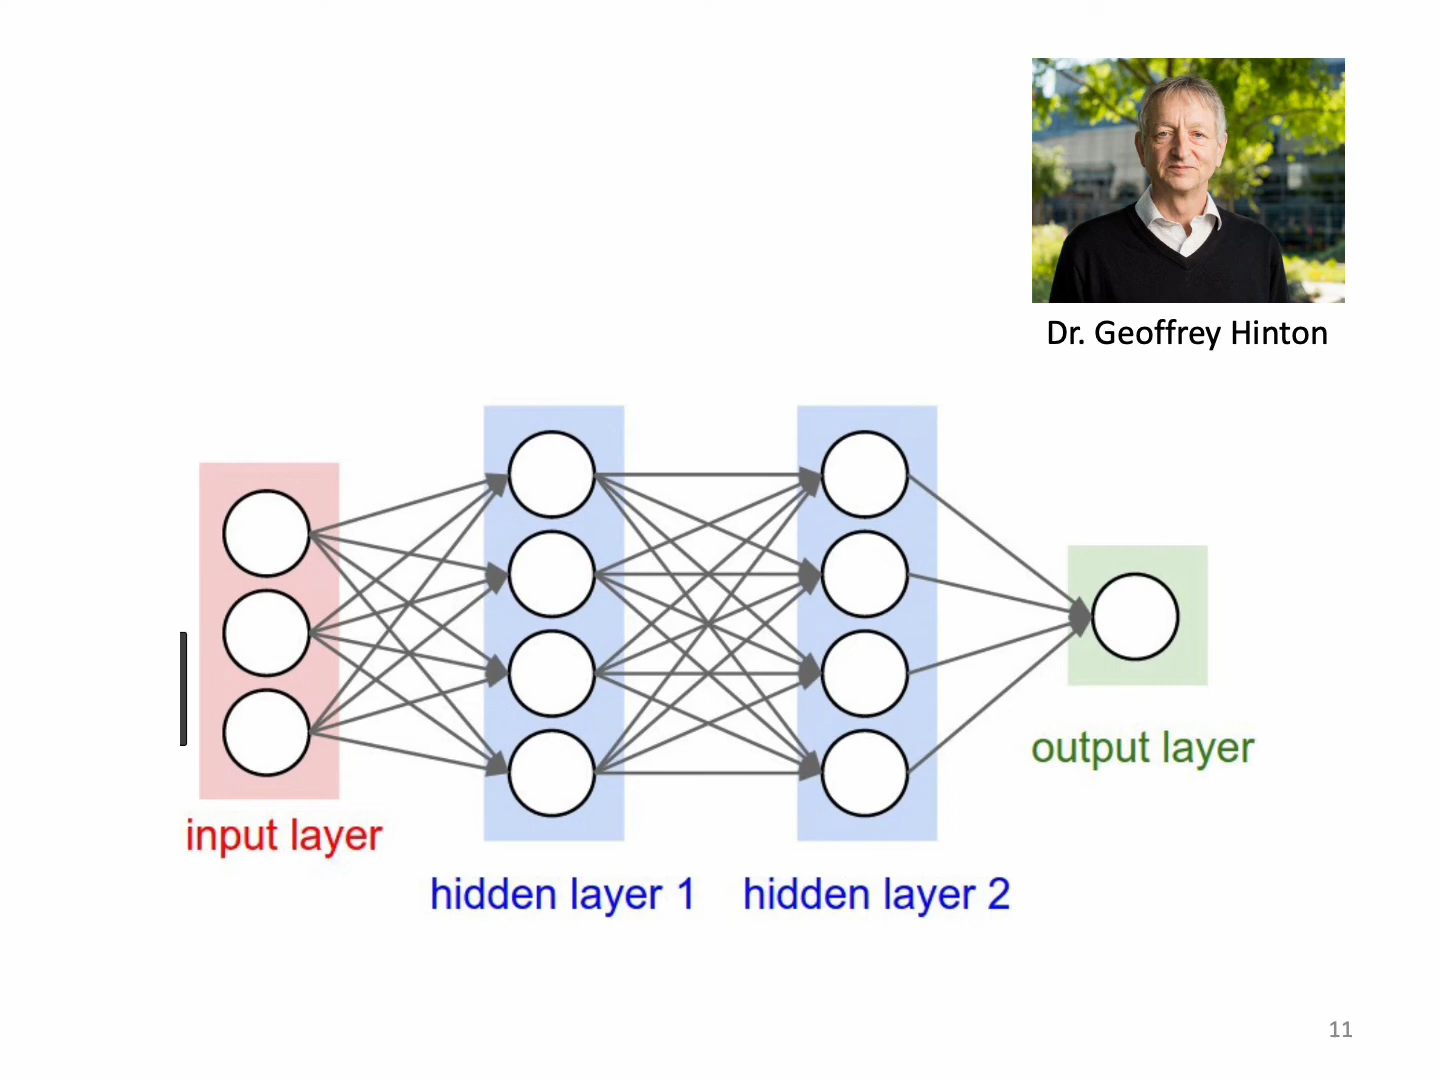 Dr. Geoffrey Hinton
input layer
hidden layer 1
hidden layer 2
output layer
11